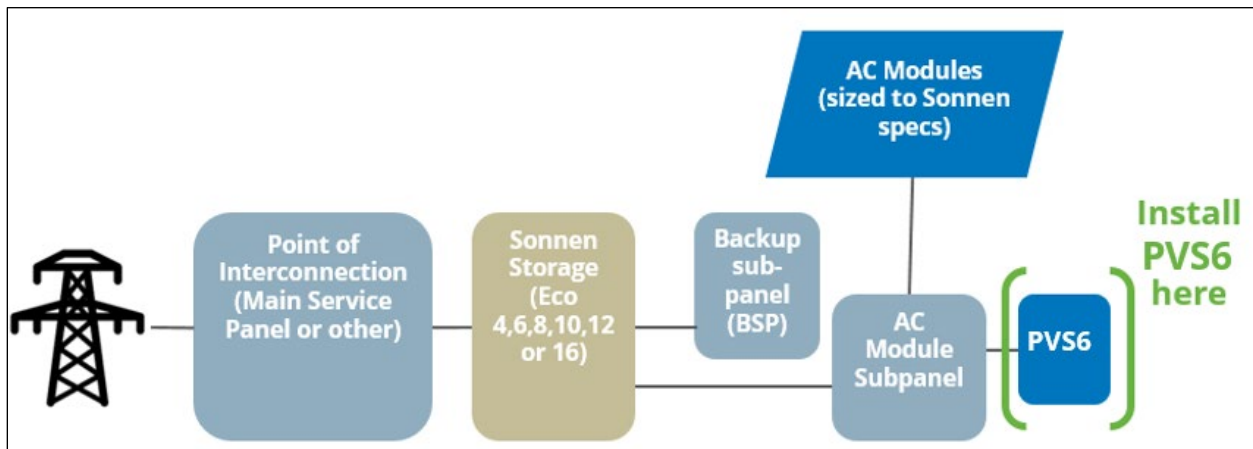 AC Modules
(sized to Sonnen
specs)
Point of
Interconnection
(Main Service
Panel or other)
Sonnen
Storage
(Eco
4,6,8,10,12
or 16)
Backup
sub-
panel
(BSP)
AC
Module
Subpanel
PVS6
Install
PVS6
here